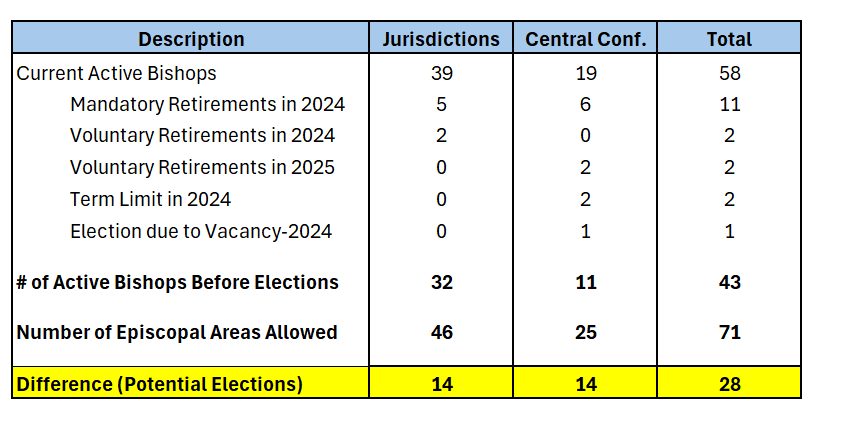 Description Jurisdictions Central Conf. Total
Current Active Bishops 39 19 58
Mandatory Retirements in 2024 5 6 11
Voluntary Retirements in 2024 2 0 2
Voluntary Retirements in 2025 0 2 2
Term Limit in 2024 0 2 2
Election due to Vacancy-2024 0 1 1
# of Active Bishops Before Elections 32 11 43
Number of Episcopal Areas Allowed 46 25 71
Difference (Potential Elections) 14 14 28